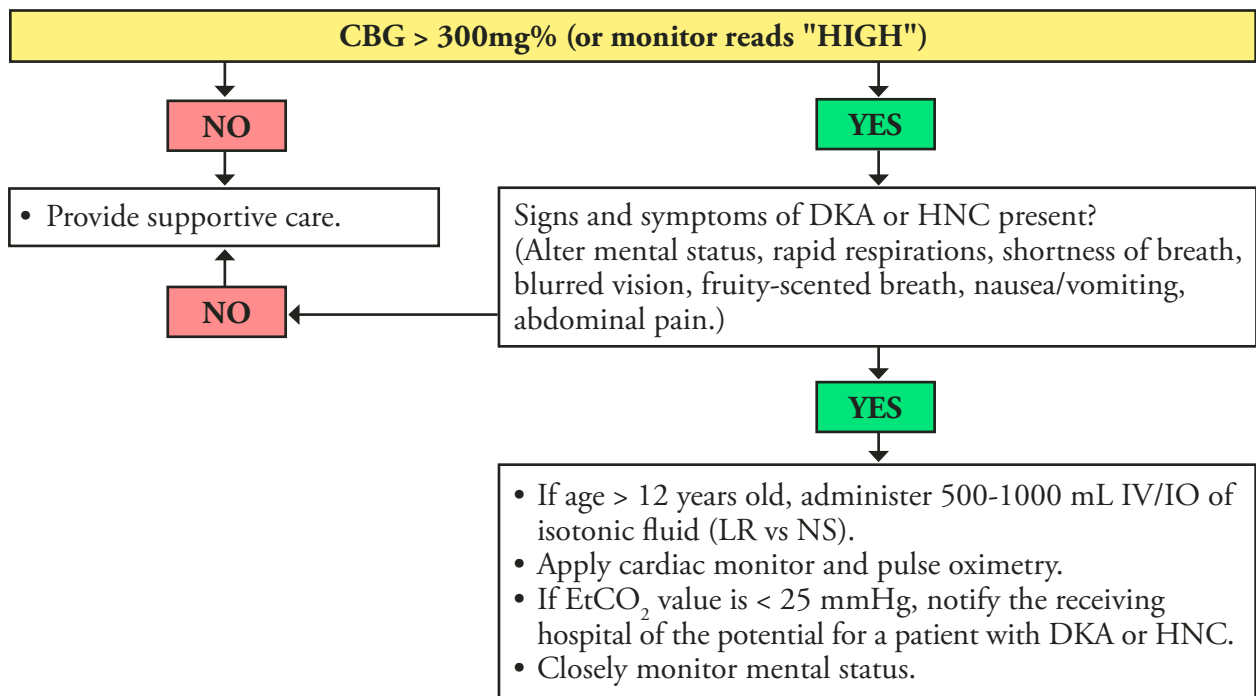 CBG > 300mg% (or monitor reads "HIGH")
NO
YES
• Provide supportive care.
Signs and symptoms of DKA or HNC present?
(Alter mental status, rapid respirations, shortness of breath,
blurred vision, fruity-scented breath, nausea/vomiting,
abdominal pain.)
NO
YES
• If age > 12 years old, administer 500-1000 mL IV/IO of
isotonic fluid (LR vs NS).
• Apply cardiac monitor and pulse oximetry.
• If EtCO₂ value is < 25 mmHg, notify the receiving
hospital of the potential for a patient with DKA or HNC.
• Closely monitor mental status.